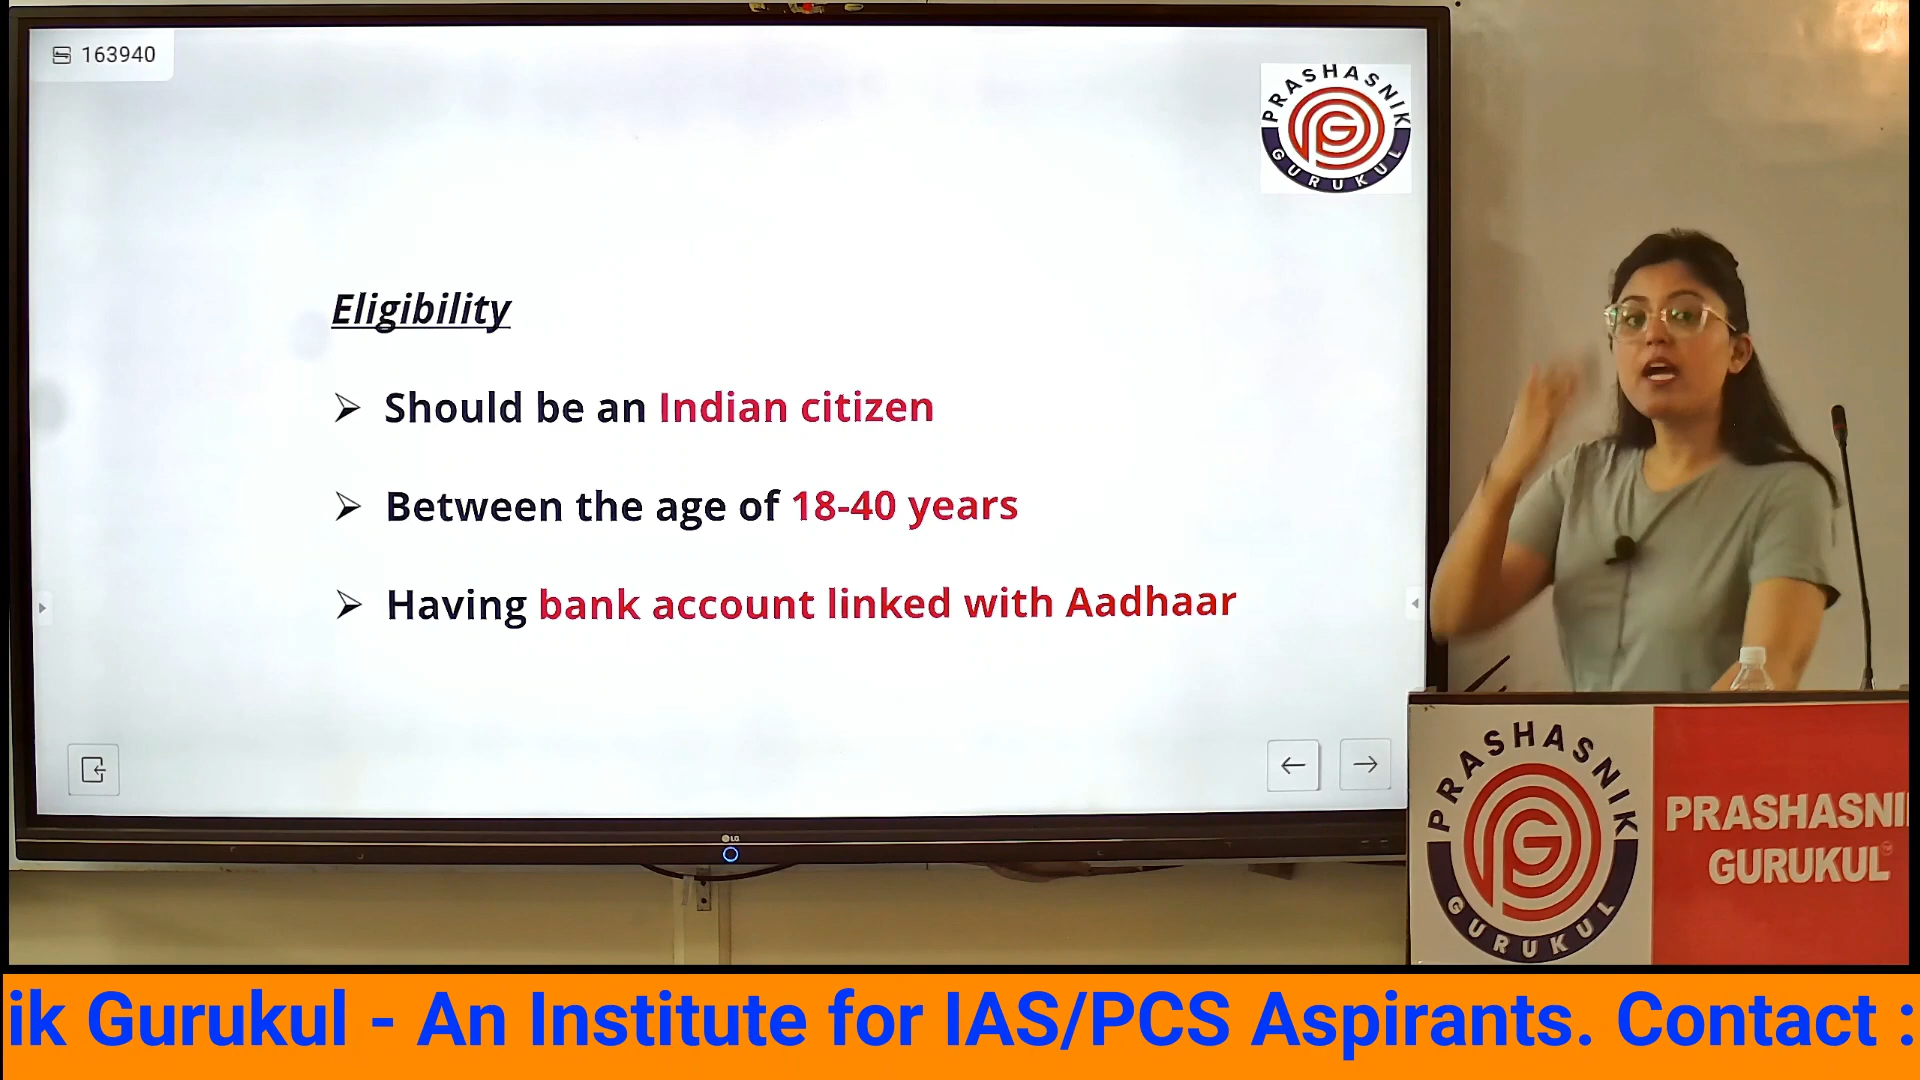 163940
PRASHASNIK
GURUKUL
Eligibility
➤ Should be an Indian citizen
➤ Between the age of 18-40 years
➤ Having bank account linked with Aadhaar
LG
PRASHASNIK
GURUKUL
PRASHASNI
GURUKUL
ik Gurukul - An Institute for IAS/PCS Aspirants. Contact :